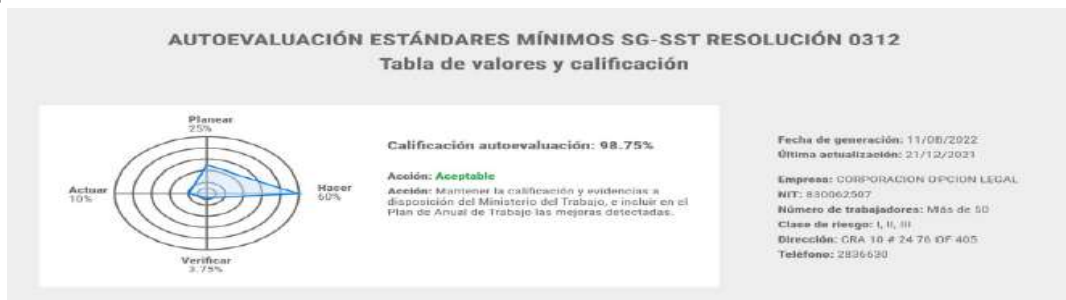 AUTOEVALUACIÓN ESTÁNDARES MÍNIMOS SG-SST RESOLUCIÓN 0312
Tabla de valores y calificación
Planear
25%
Actuar
10%
Hacer
60%
Verificar
3.75%
Calificación autoevaluación: 98.75%
Acción: Aceptable
Acción: Mantener la calificación y evidencias a
disposición del Ministerio del Trabajo, e incluir en el
Plan de Anual de Trabajo las mejoras detectadas.
Fecha de generación: 11/08/2022
Última actualización: 21/12/2021
Empresa: CORPORACION OPCION LEGAL
NIT: 830062507
Número de trabajadores: Más de 50
Clase de riesgo: I, II, III
Dirección: CRA 10 # 24 76 OF 405
Teléfono: 2836630